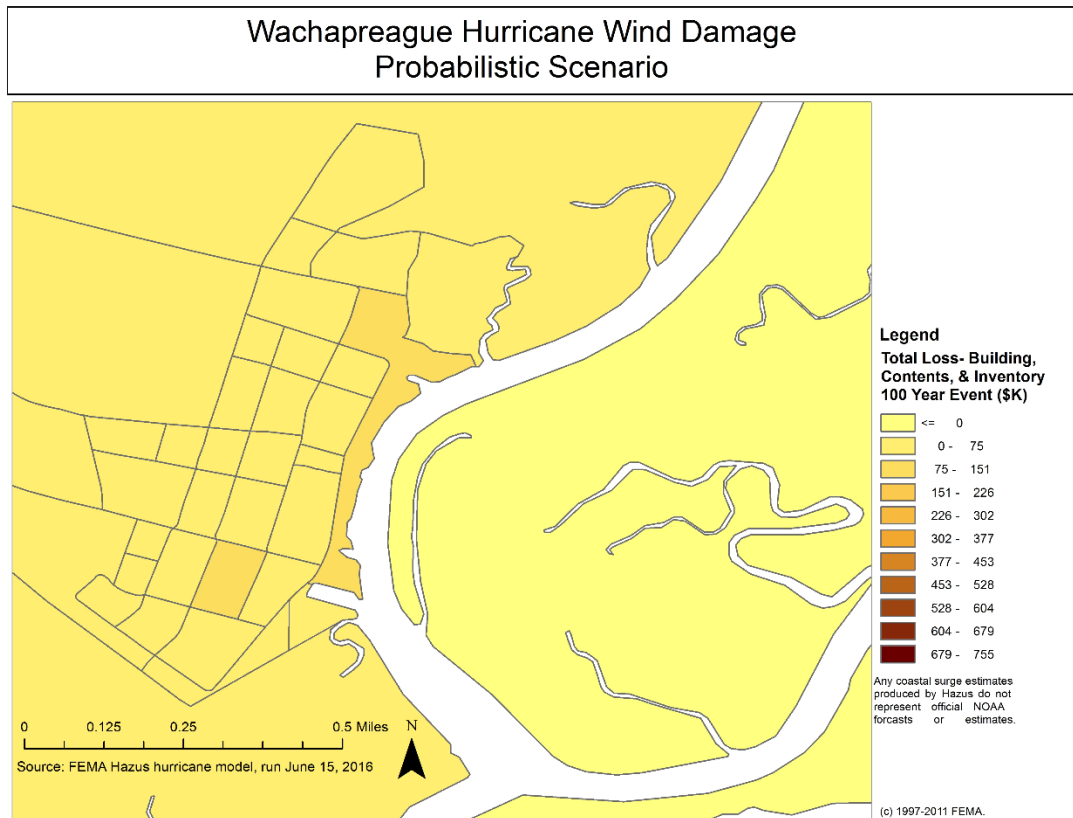 Wachapreague Hurricane Wind Damage
Probabilistic Scenario
Legend
Total Loss- Building,
Contents, & Inventory
100 Year Event ($K)
<= 0
0 - 75
75 - 151
151 - 226
226 - 302
302 - 377
377 - 453
453 - 528
528 - 604
604 - 679
679 - 755
Any coastal surge estimates
produced by Hazus do not
represent official NOAA
forcasts or estimates.
0 0.125 0.25 0.5 Miles
N
Source: FEMA Hazus hurricane model, run June 15, 2016
(c) 1997-2011 FEMA.